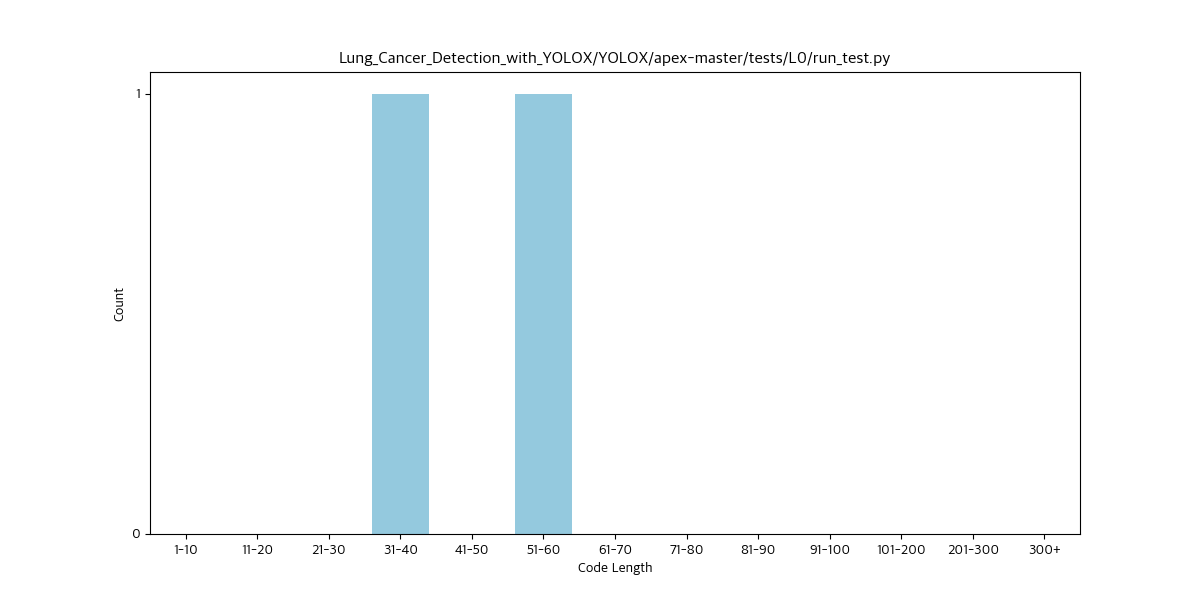 Lung_Cancer_Detection_with_YOLOX/YOLOX/apex-master/tests/L0/run_test.py
1
Count
0
1-10 11-20 21-30 31-40 41-50 51-60 61-70 71-80 81-90 91-100 101-200 201-300 300+
Code Length